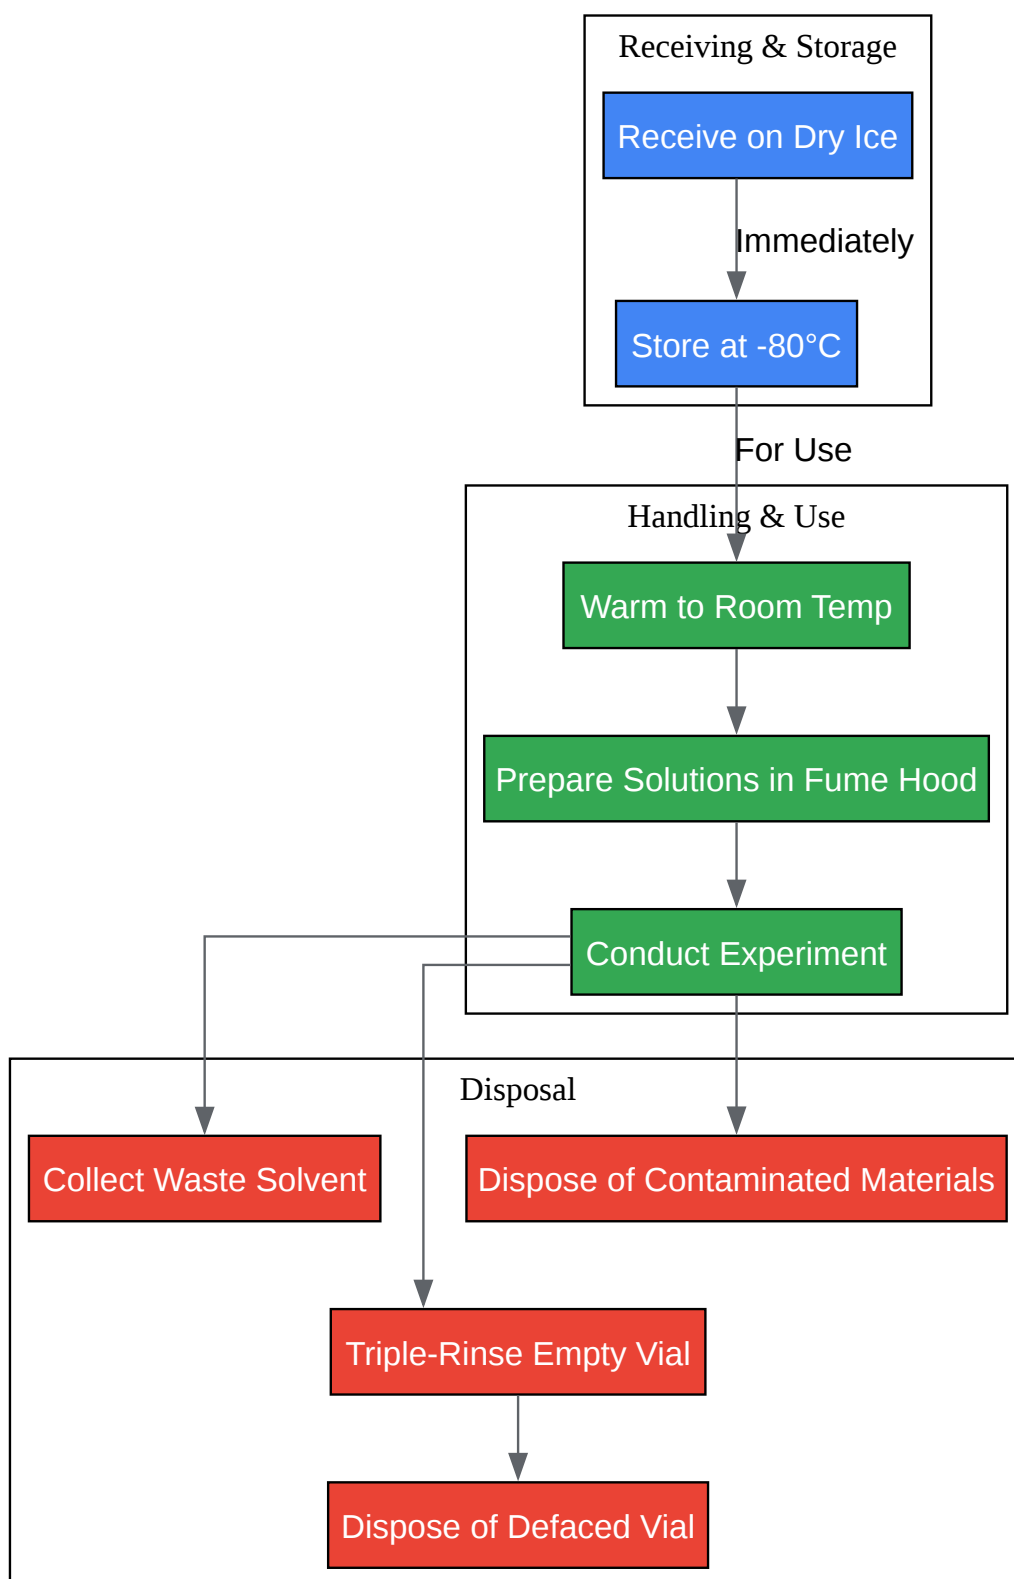 Receiving & Storage
Receive on Dry Ice
Immediately
Store at -80°C
For Use
Handling & Use
Warm to Room Temp
Prepare Solutions in Fume Hood
Conduct Experiment
Disposal
Collect Waste Solvent
Dispose of Contaminated Materials
Triple-Rinse Empty Vial
Dispose of Defaced Vial